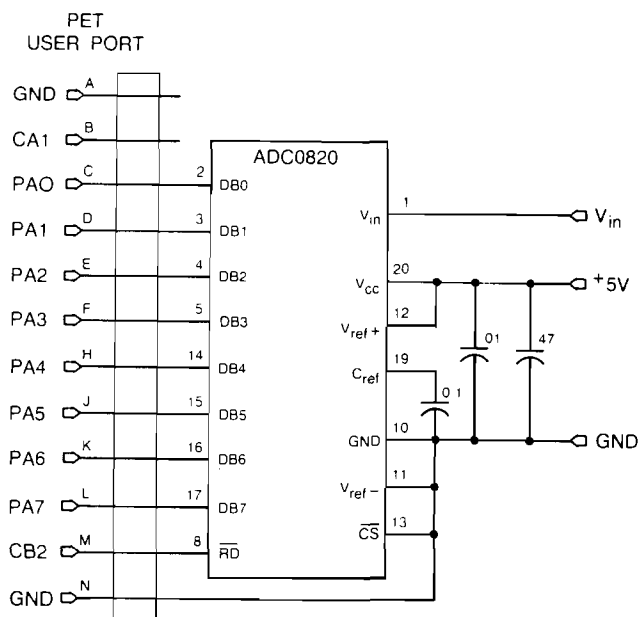 PET
USER PORT
GND A
CA1 B
ADC0820
PA0 C 2 DB0
Vin 1 Vin
PA1 D 3 DB1
PA2 E 4 DB2
VCC 20 +5V
PA3 F 5 DB3
Vref+ 12
01 47
PA4 H 14 DB4
Cref 19
0 1
PA5 J 15 DB5
GND 10 GND
PA6 K 16 DB6
Vref- 11
PA7 L 17 DB7
CS 13
CB2 M 8 RD
GND N